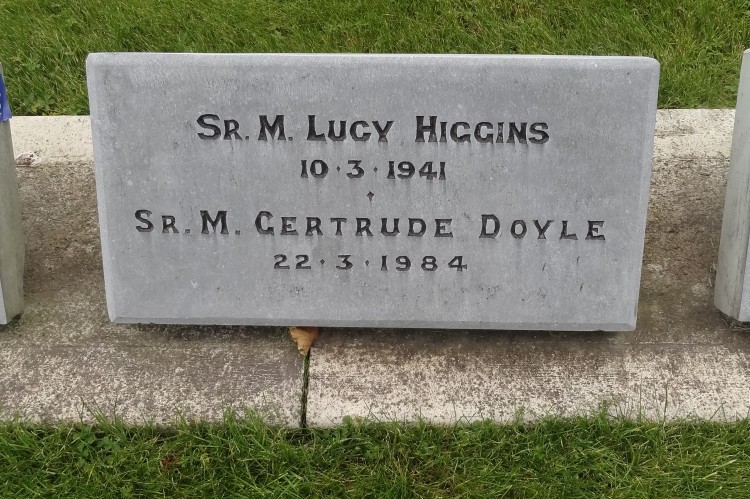 Sr. M. Lucy Higgins
10·3·1941
Sr. M. Gertrude Doyle
22·3·1984